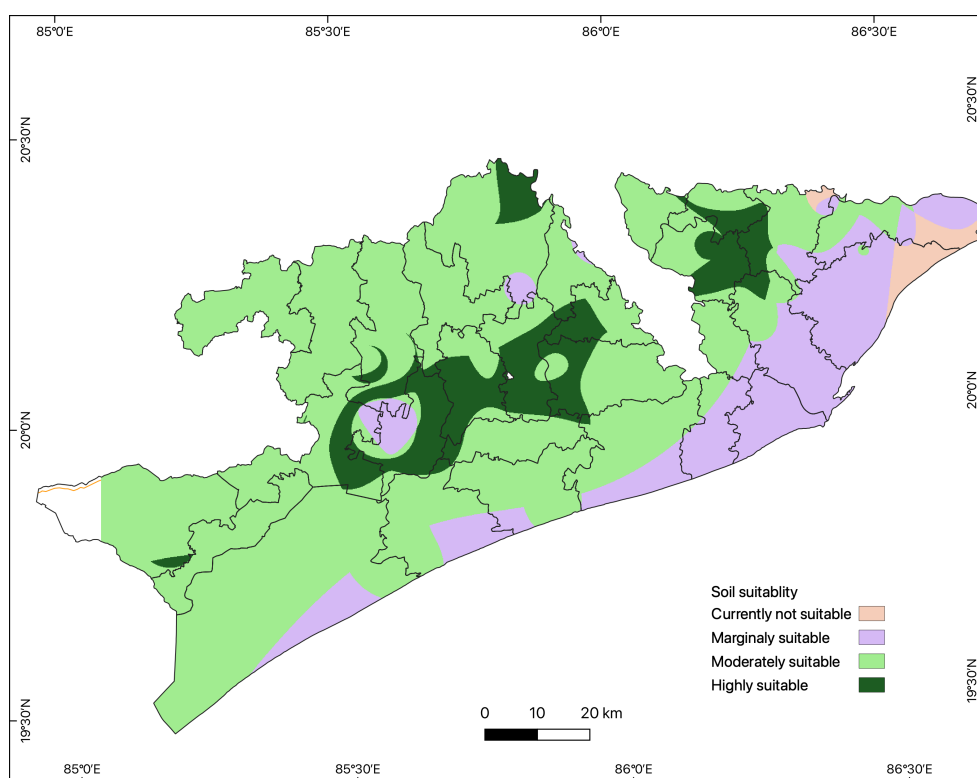 85°0'E 85°30'E 86°0'E 86°30'E
20°30'N
20°30'N
20°0'N
20°0'N
19°30'N
19°30'N
Soil suitablity
Currently not suitable
Marginaly suitable
Moderately suitable
Highly suitable
0 10 20 km
85°0'E 85°30'E 86°0'E 86°30'E